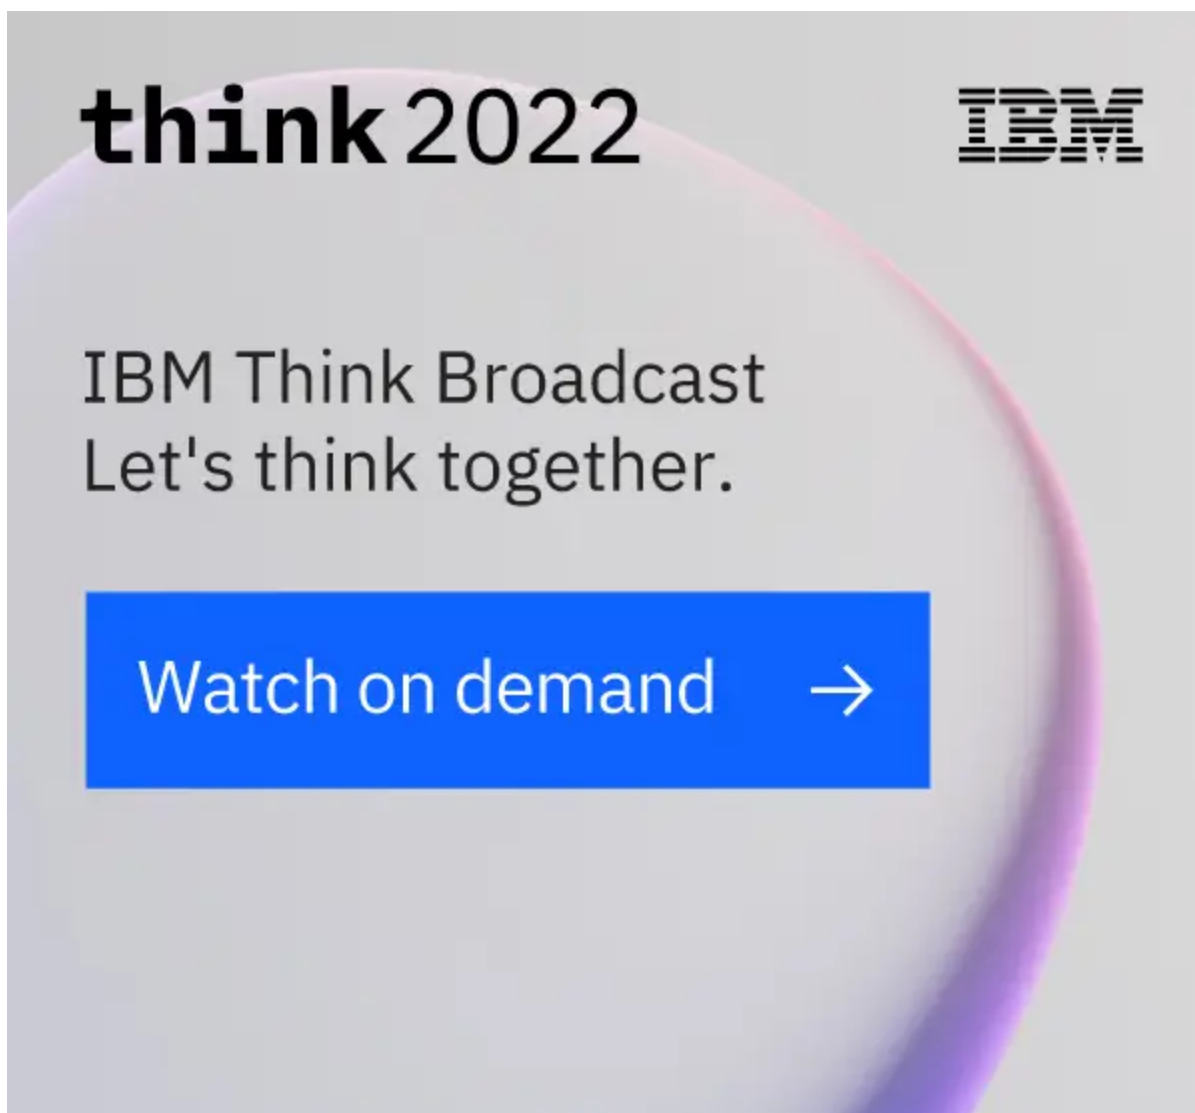 think 2022
IBM
IBM Think Broadcast
Let's think together.
Watch on demand →